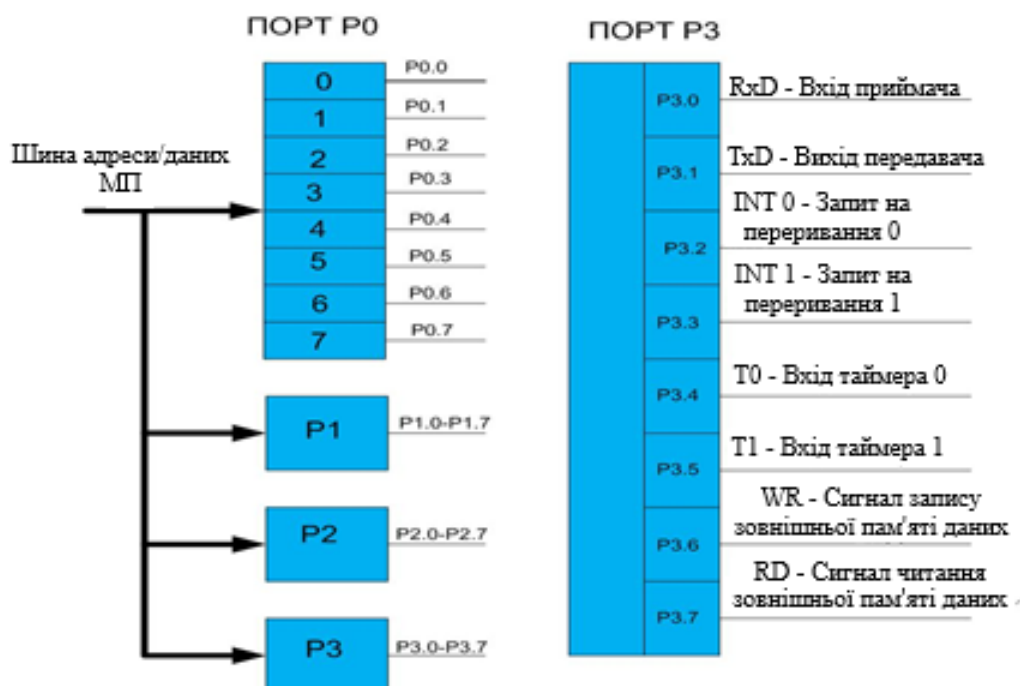 ПОРТ P0
0
P0.0
1
P0.1
2
P0.2
3
P0.3
4
P0.4
5
P0.5
6
P0.6
7
P0.7
Шина адреси/даних
МП
P1
P1.0-P1.7
P2
P2.0-P2.7
P3
P3.0-P3.7
ПОРТ P3
P3.0
RxD - Вхід приймача
P3.1
TxD - Вихід передавача
P3.2
INT 0 - Запит на
переривання 0
P3.3
INT 1 - Запит на
переривання 1
P3.4
T0 - Вхід таймера 0
P3.5
T1 - Вхід таймера 1
P3.6
WR - Сигнал запису
зовнішньої пам'яті даних
P3.7
RD - Сигнал читання
зовнішньої пам'яті даних